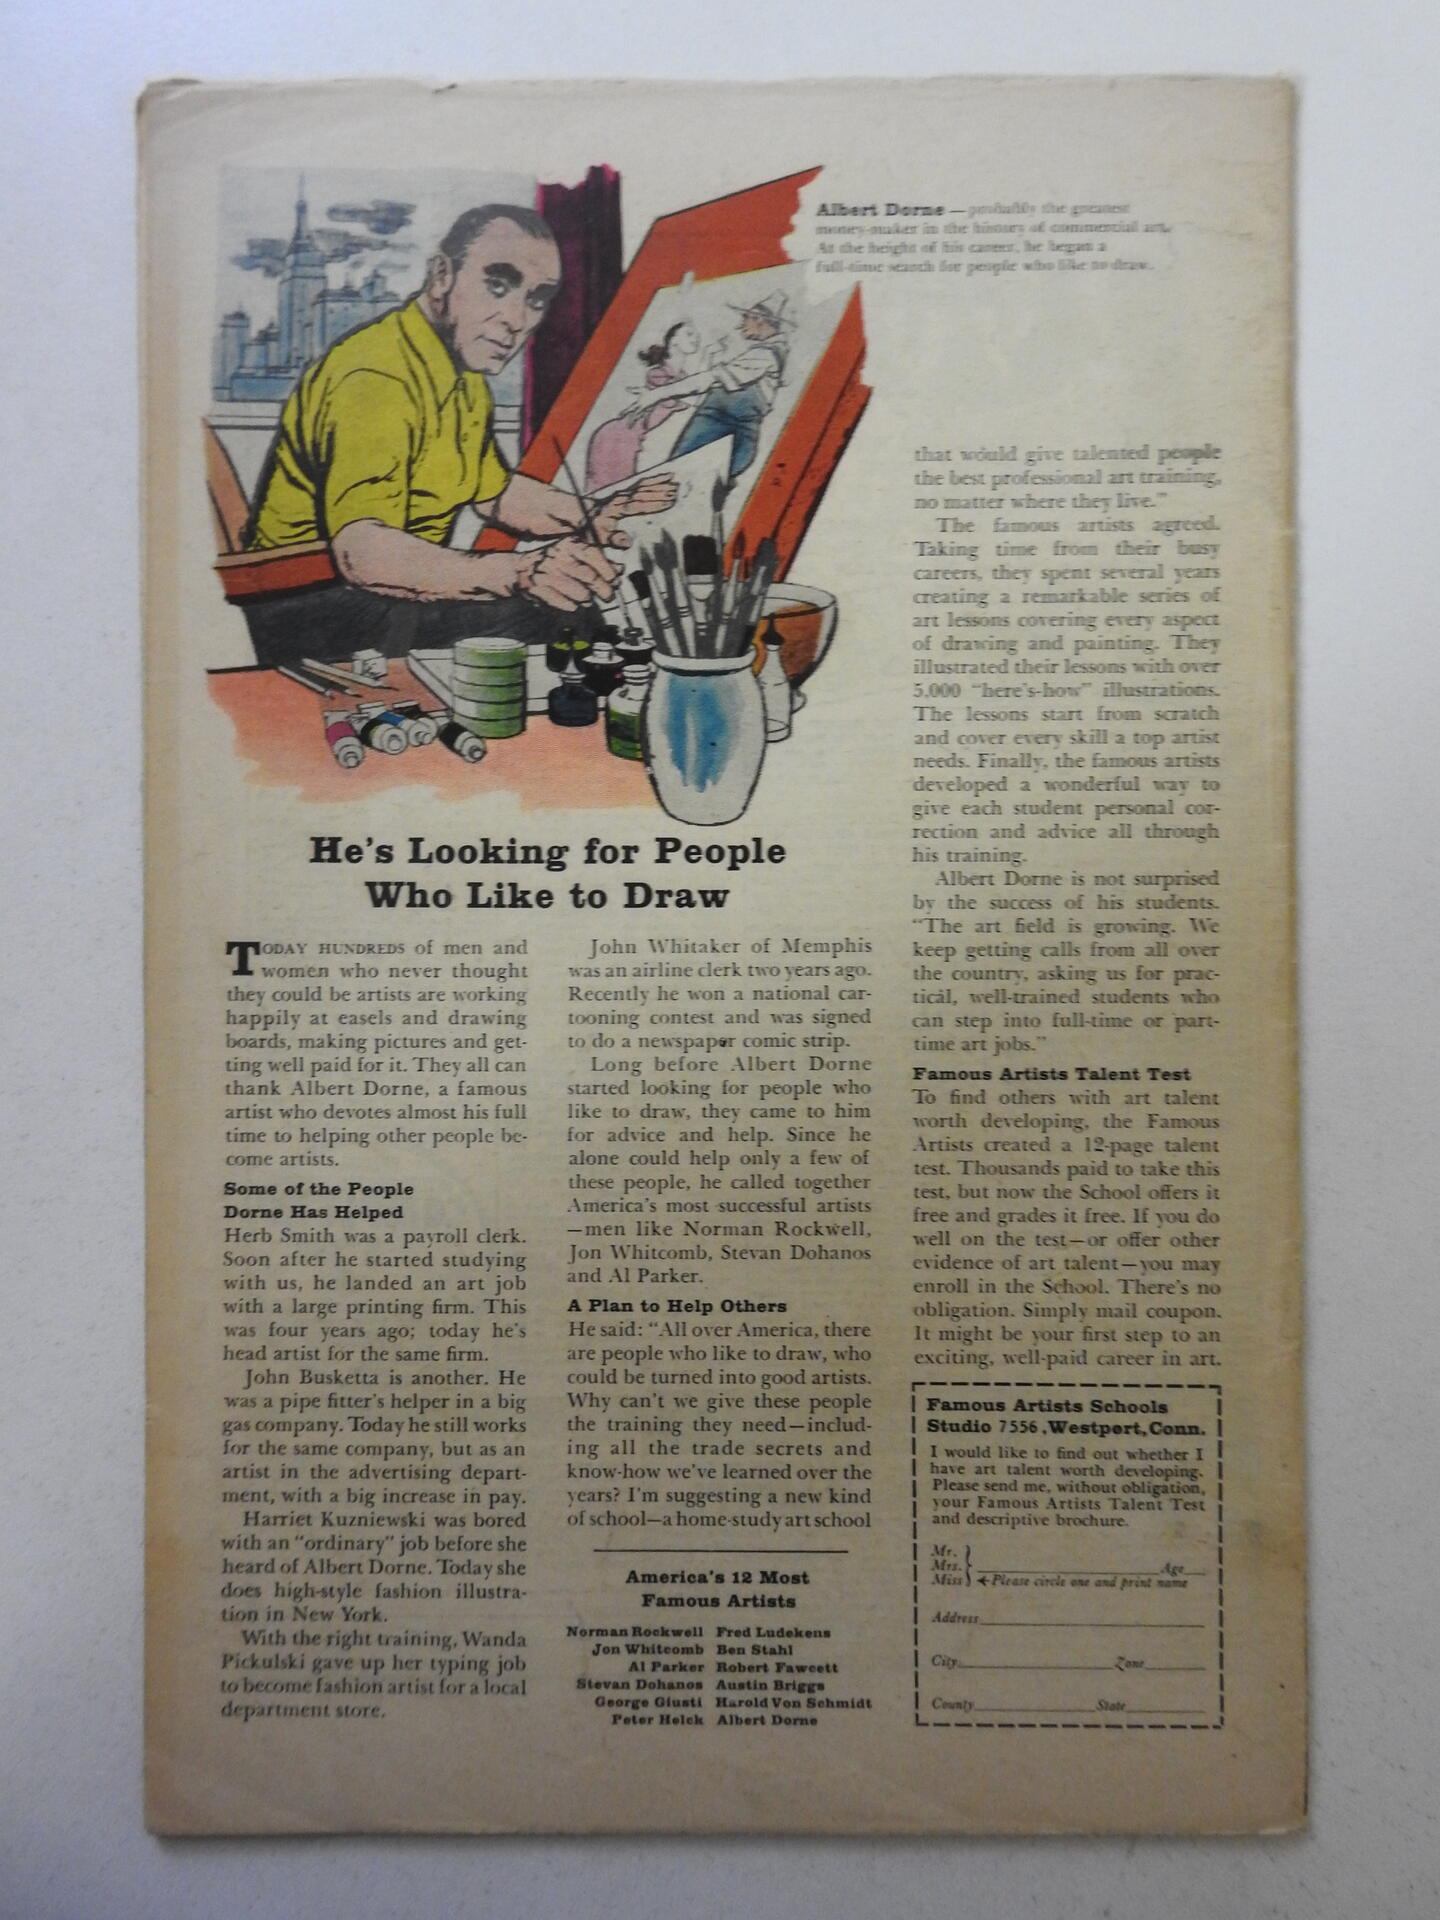 Albert Dorne — probably the greatest
money-maker in the history of commercial art.
At the height of his career, he began a
full-time search for people who like to draw.
He's Looking for People
Who Like to Draw
TODAY HUNDREDS of men and
women who never thought
they could be artists are working
happily at easels and drawing
boards, making pictures and get-
ting well paid for it. They all can
thank Albert Dorne, a famous
artist who devotes almost his full
time to helping other people be-
come artists.
Some of the People
Dorne Has Helped
Herb Smith was a payroll clerk.
Soon after he started studying
with us, he landed an art job
with a large printing firm. This
was four years ago; today he's
head artist for the same firm.
John Busketta is another. He
was a pipe fitter's helper in a big
gas company. Today he still works
for the same company, but as an
artist in the advertising depart-
ment, with a big increase in pay.
Harriet Kuzniewski was bored
with an "ordinary" job before she
heard of Albert Dorne. Today she
does high-style fashion illustra-
tion in New York.
With the right training, Wanda
Pickulski gave up her typing job
to become fashion artist for a local
department store.
John Whitaker of Memphis
was an airline clerk two years ago.
Recently he won a national car-
tooning contest and was signed
to do a newspaper comic strip.
Long before Albert Dorne
started looking for people who
like to draw, they came to him
for advice and help. Since he
alone could help only a few of
these people, he called together
America's most successful artists
—men like Norman Rockwell,
Jon Whitcomb, Stevan Dohanos
and Al Parker.
A Plan to Help Others
He said: "All over America, there
are people who like to draw, who
could be turned into good artists.
Why can't we give these people
the training they need—includ-
ing all the trade secrets and
know-how we've learned over the
years? I'm suggesting a new kind
of school—a home-study art school
America's 12 Most
Famous Artists
Norman Rockwell Fred Ludekens
Jon Whitcomb Ben Stahl
Al Parker Robert Fawcett
Stevan Dohanos Austin Briggs
George Giusti Harold Von Schmidt
Peter Helck Albert Dorne
that would give talented people
the best professional art training,
no matter where they live."
The famous artists agreed.
Taking time from their busy
careers, they spent several years
creating a remarkable series of
art lessons covering every aspect
of drawing and painting. They
illustrated their lessons with over
5,000 "here's-how" illustrations.
The lessons start from scratch
and cover every skill a top artist
needs. Finally, the famous artists
developed a wonderful way to
give each student personal cor-
rection and advice all through
his training.
Albert Dorne is not surprised
by the success of his students.
"The art field is growing. We
keep getting calls from all over
the country, asking us for prac-
tical, well-trained students who
can step into full-time or part-
time art jobs."
Famous Artists Talent Test
To find others with art talent
worth developing, the Famous
Artists created a 12-page talent
test. Thousands paid to take this
test, but now the School offers it
free and grades it free. If you do
well on the test—or offer other
evidence of art talent—you may
enroll in the School. There's no
obligation. Simply mail coupon.
It might be your first step to an
exciting, well-paid career in art.
Famous Artists Schools
Studio 7556, Westport, Conn.
I would like to find out whether I
have art talent worth developing.
Please send me, without obligation,
your Famous Artists Talent Test
and descriptive brochure.
Mr.
Mrs. Age
Miss Please circle one and print name
Address
City Zone
County State